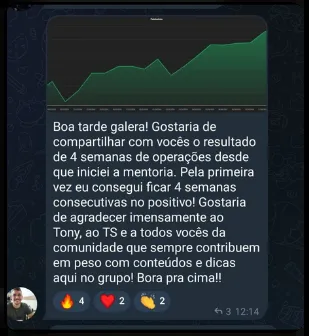 Boa tarde galera! Gostaria de
compartilhar com vocês o resultado
de 4 semanas de operações desde
que iniciei a mentoria. Pela primeira
vez eu consegui ficar 4 semanas
consecutivas no positivo! Gostaria
de agradecer imensamente ao
Tony, ao TS e a todos vocês da
comunidade que sempre contribuem
em peso com conteúdos e dicas
aqui no grupo! Bora pra cima!!
4 2 2
3 12:14